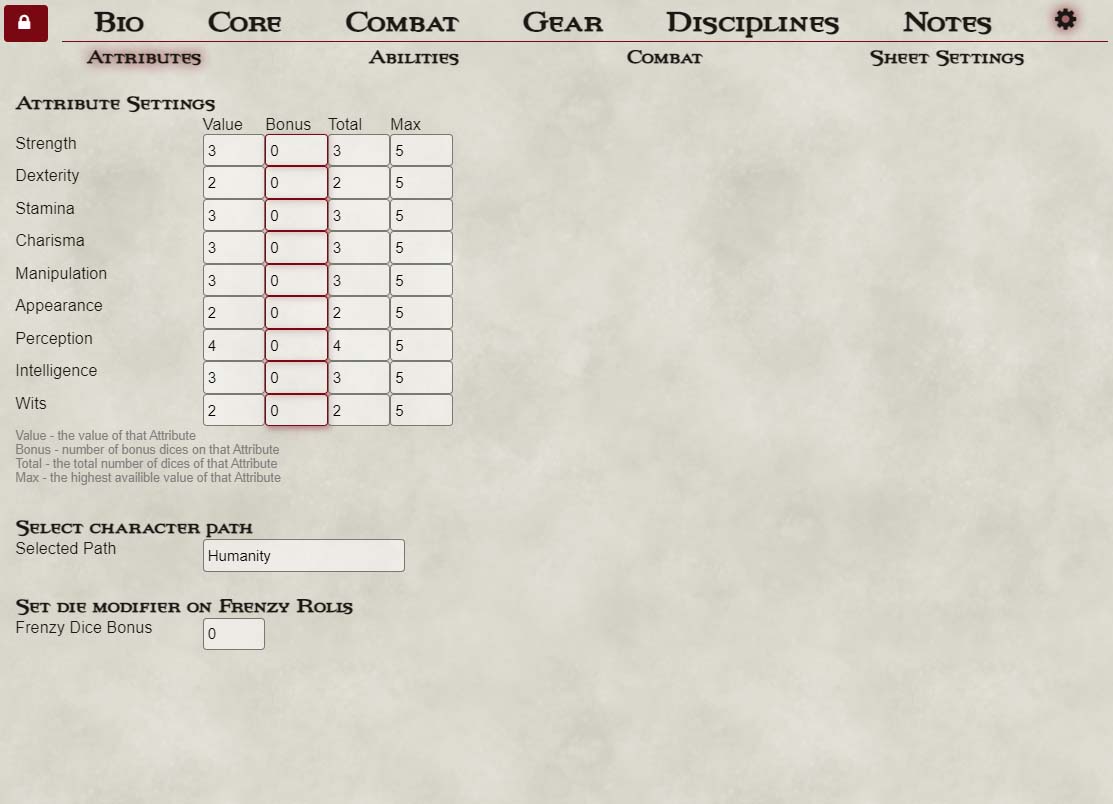 Bio Core Combat Gear Disciplines Notes
Attributes Abilities Combat Sheet Settings
Attribute Settings
Value Bonus Total Max
Strength 3 0 3 5
Dexterity 2 0 2 5
Stamina 3 0 3 5
Charisma 3 0 3 5
Manipulation 3 0 3 5
Appearance 2 0 2 5
Perception 4 0 4 5
Intelligence 3 0 3 5
Wits 2 0 2 5
Value - the value of that Attribute
Bonus - number of bonus dices on that Attribute
Total - the total number of dices of that Attribute
Max - the highest availible value of that Attribute
Select character path
Selected Path Humanity
Set die modifier on Frenzy Rolls
Frenzy Dice Bonus 0